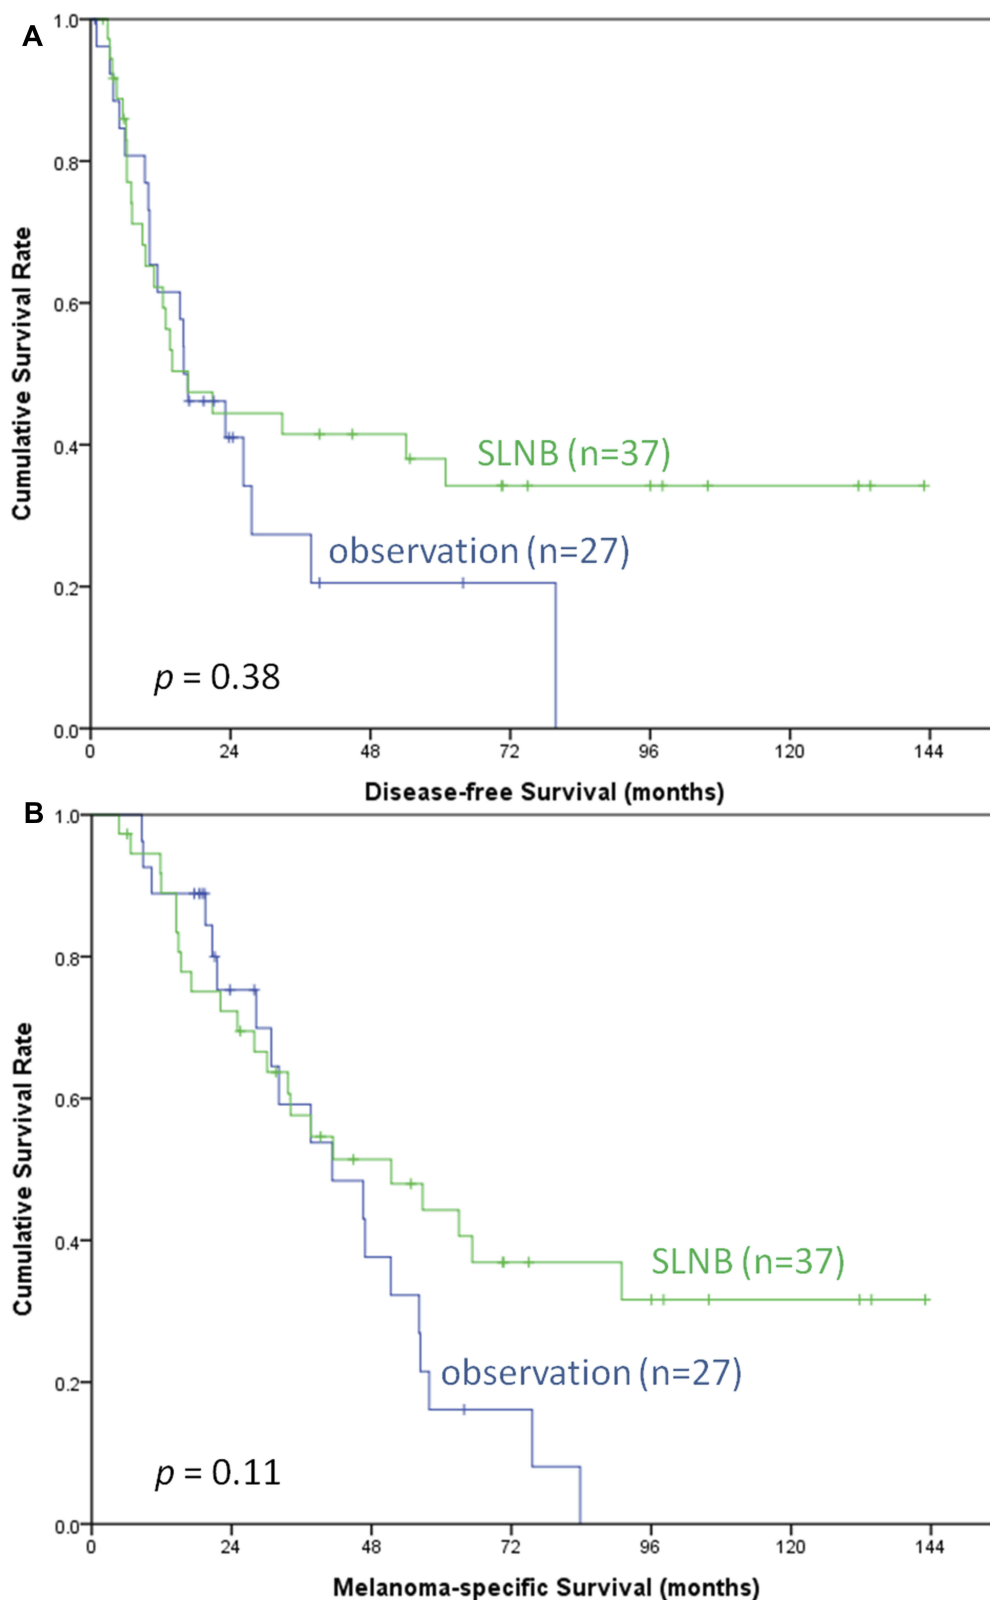 A
1.0
0.8
0.6
0.4
0.2
0.0
Cumulative Survival Rate
SLNB (n=37)
observation (n=27)
p = 0.38
0 24 48 72 96 120 144
Disease-free Survival (months)
B
1.0
0.8
0.6
0.4
0.2
0.0
Cumulative Survival Rate
SLNB (n=37)
observation (n=27)
p = 0.11
0 24 48 72 96 120 144
Melanoma-specific Survival (months)